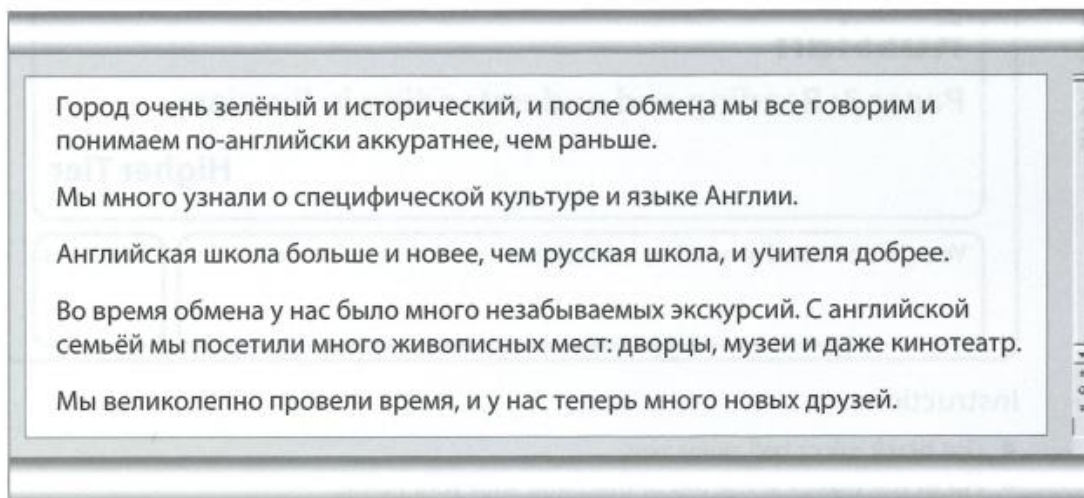 Город очень зелёный и исторический, и после обмена мы все говорим и
понимаем по-английски аккуратнее, чем раньше.
Мы много узнали о специфической культуре и языке Англии.
Английская школа больше и новее, чем русская школа, и учителя добрее.
Во время обмена у нас было много незабываемых экскурсий. С английской
семьёй мы посетили много живописных мест: дворцы, музеи и даже кинотеатр.
Мы великолепно провели время, и у нас теперь много новых друзей.